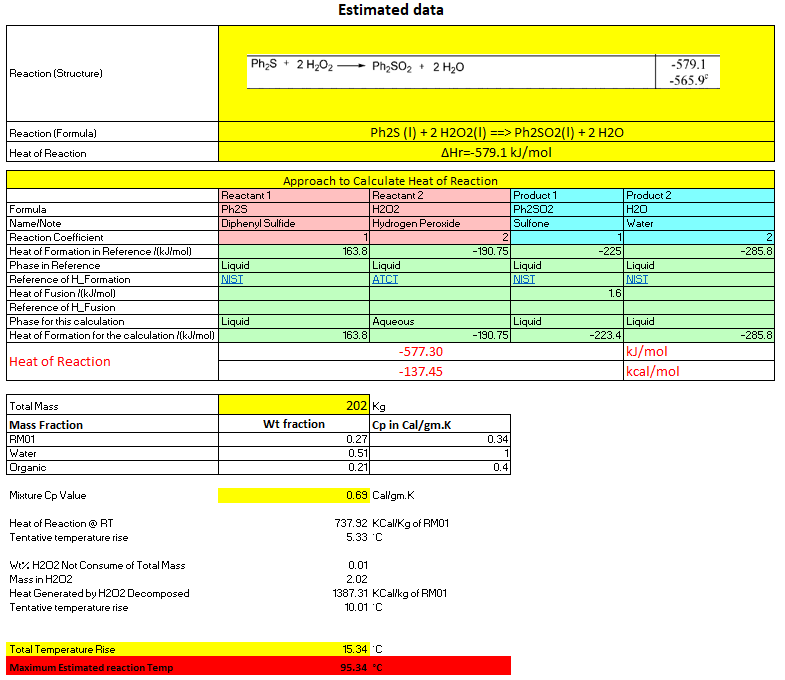 Estimated data
Reaction (Structure)
Ph₂S + 2 H₂O₂ ⟶ Ph₂SO₂ + 2 H₂O -579.1
-565.9ᶜ
Reaction (Formula) Ph2S (l) + 2 H2O2(l) ==> Ph2SO2(l) + 2 H2O
Heat of Reaction ΔHr=-579.1 kJ/mol
Approach to Calculate Heat of Reaction
Reactant 1 Reactant 2 Product 1 Product 2
Formula Ph2S H2O2 Ph2SO2 H2O
Name/Note Diphenyl Sulfide Hydrogen Peroxide Sulfone Water
Reaction Coefficient 1 2 1 2
Heat of Formation in Reference /(kJ/mol) 163.8 -190.75 -225 -285.8
Phase in Reference Liquid Liquid Liquid Liquid
Reference of H_Formation NIST ATCT NIST NIST
Heat of Fusion /(kJ/mol) 1.6
Reference of H_Fusion
Phase for this calculation Liquid Aqueous Liquid Liquid
Heat of Formation for the calculation /(kJ/mol) 163.8 -190.75 -223.4 -285.8
Heat of Reaction
-577.30 kJ/mol
-137.45 kcal/mol
Total Mass 202 Kg
Mass Fraction Wt fraction Cp in Cal/gm.K
RM01 0.27 0.34
Water 0.51 1
Organic 0.21 0.4
Mixture Cp Value 0.69 Cal/gm.K
Heat of Reaction @ RT 737.92 KCal/Kg of RM01
Tentative temperature rise 5.33 °C
Wt% H2O2 Not Consume of Total Mass 0.01
Mass in H2O2 2.02
Heat Generated by H2O2 Decomposed 1387.31 KCal/kg of RM01
Tentative temperature rise 10.01 °C
Total Temperature Rise 15.34 °C
Maximum Estimated reaction Temp 95.34 °C